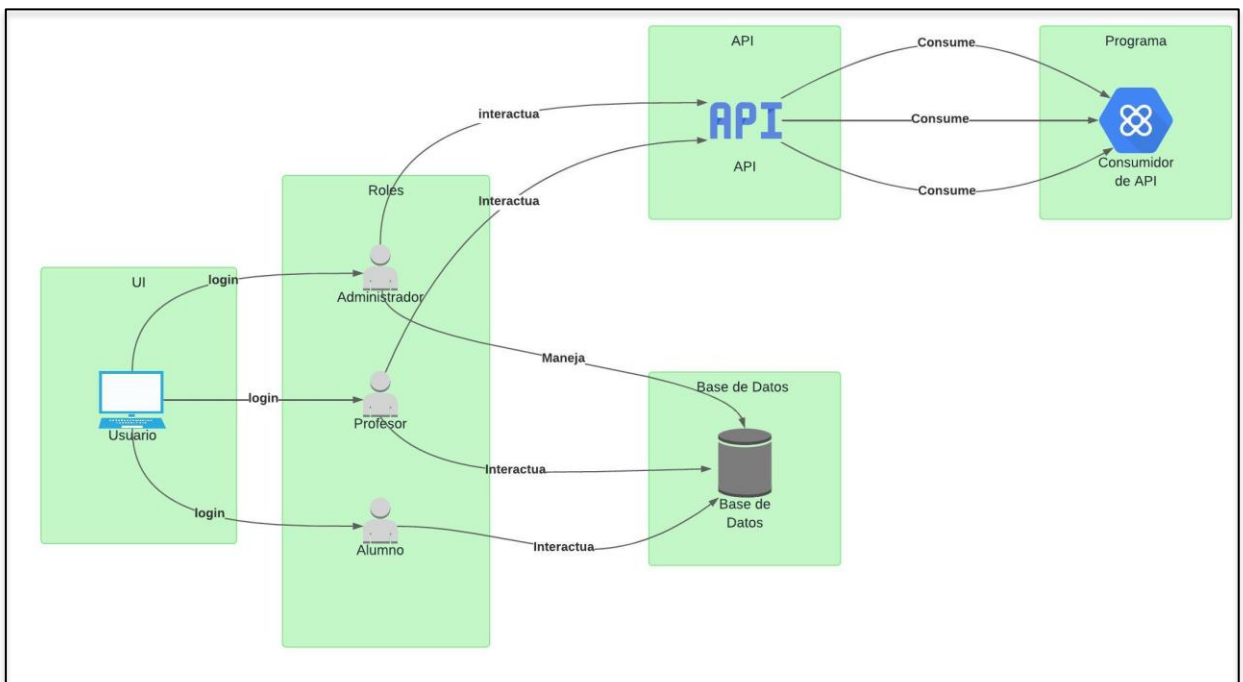 API
Consume
Programa
interactua
API
Consume
Consumidor
de API
API
Roles
Interactua
Consume
UI
login
Administrador
Maneja
Base de Datos
login
Usuario
Profesor
Interactua
Base de
Datos
login
Alumno
Interactua